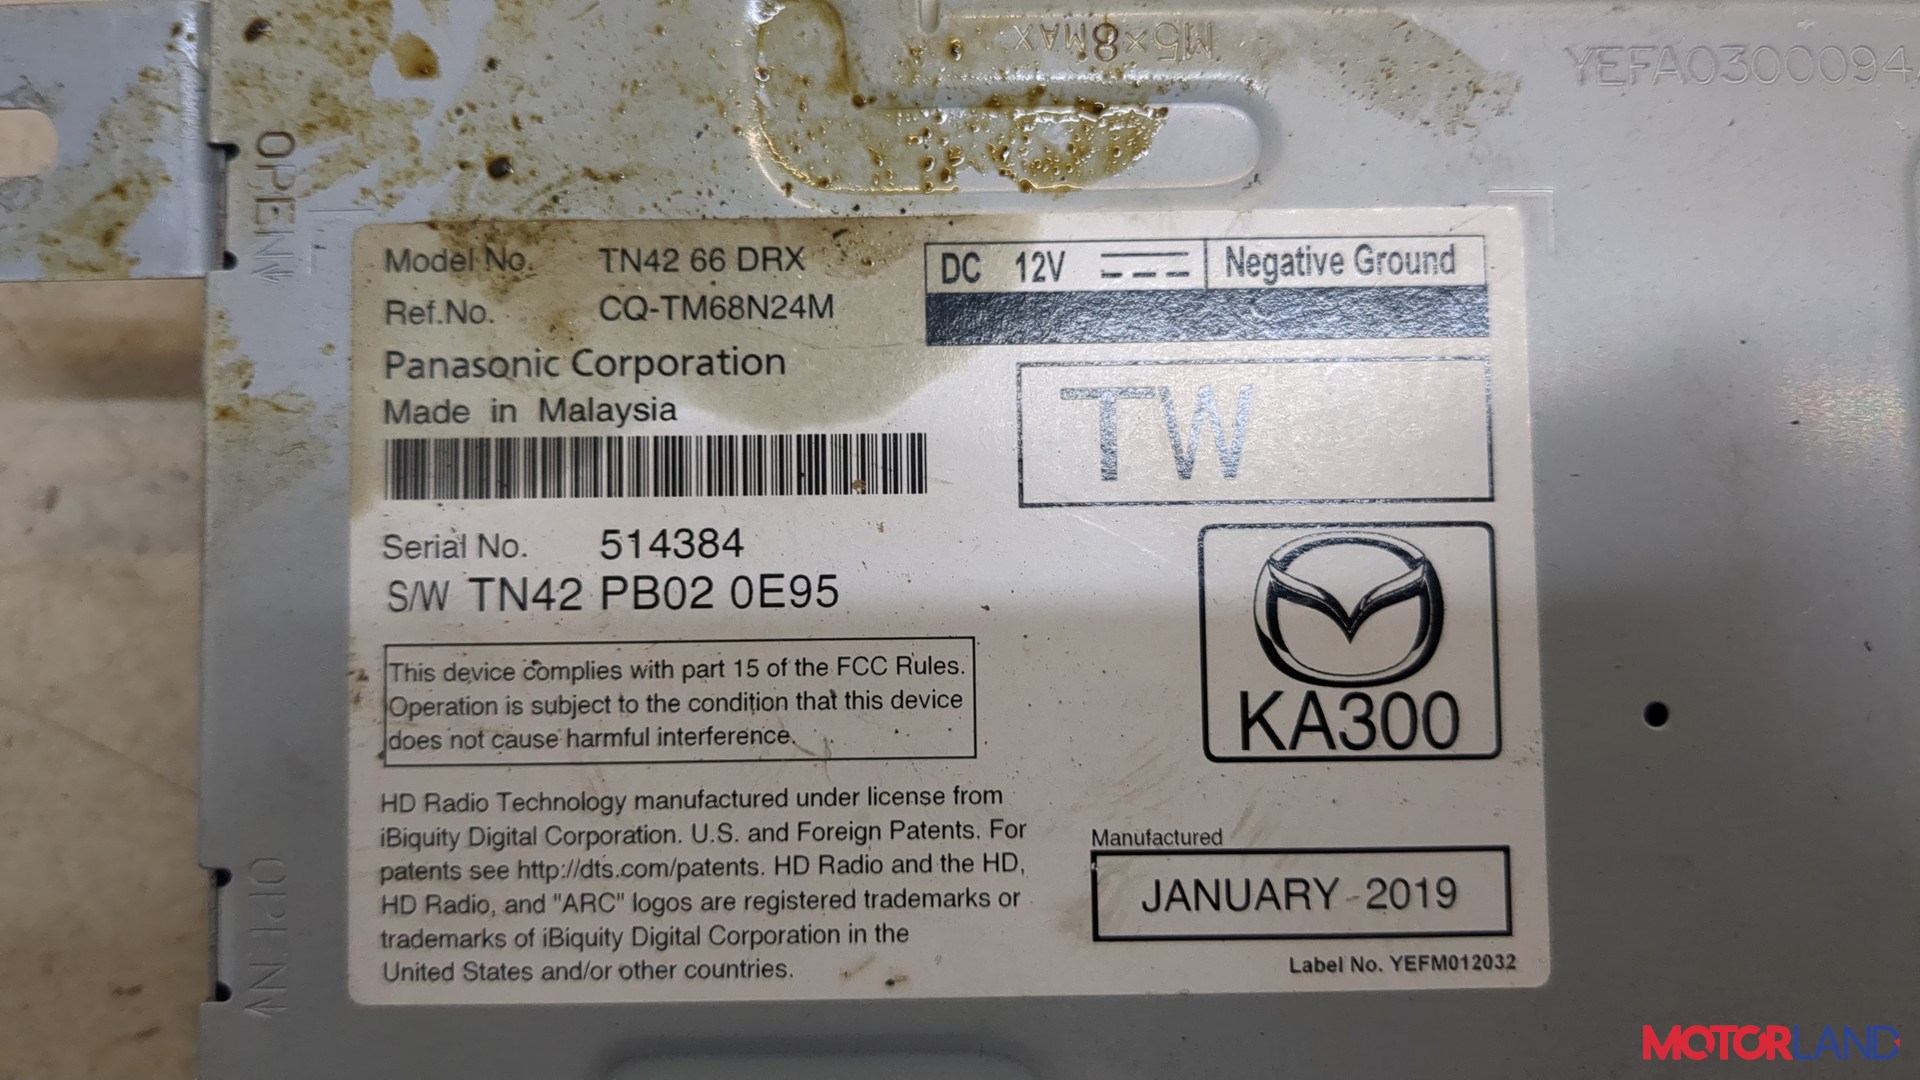 M5×8MAX
YEFA0300094
OPEN
Model No. TN42 66 DRX
Ref.No. CQ-TM68N24M
DC 12V Negative Ground
Panasonic Corporation
Made in Malaysia
TW
Serial No. 514384
S/W TN42 PB02 0E95
This device complies with part 15 of the FCC Rules.
Operation is subject to the condition that this device
does not cause harmful interference.
KA300
HD Radio Technology manufactured under license from
iBiquity Digital Corporation. U.S. and Foreign Patents. For
patents see http://dts.com/patents. HD Radio and the HD,
HD Radio, and "ARC" logos are registered trademarks or
trademarks of iBiquity Digital Corporation in the
United States and/or other countries.
Manufactured
JANUARY - 2019
Label No. YEFM012032
OPEN
MOTORLAND